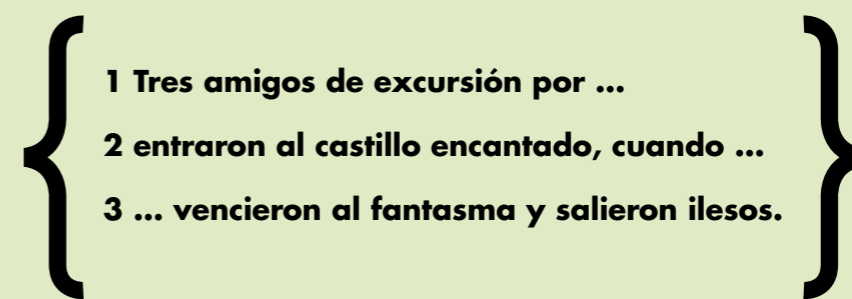 1 Tres amigos de excursión por ...
2 entraron al castillo encantado, cuando ...
3 ... vencieron al fantasma y salieron ilesos.